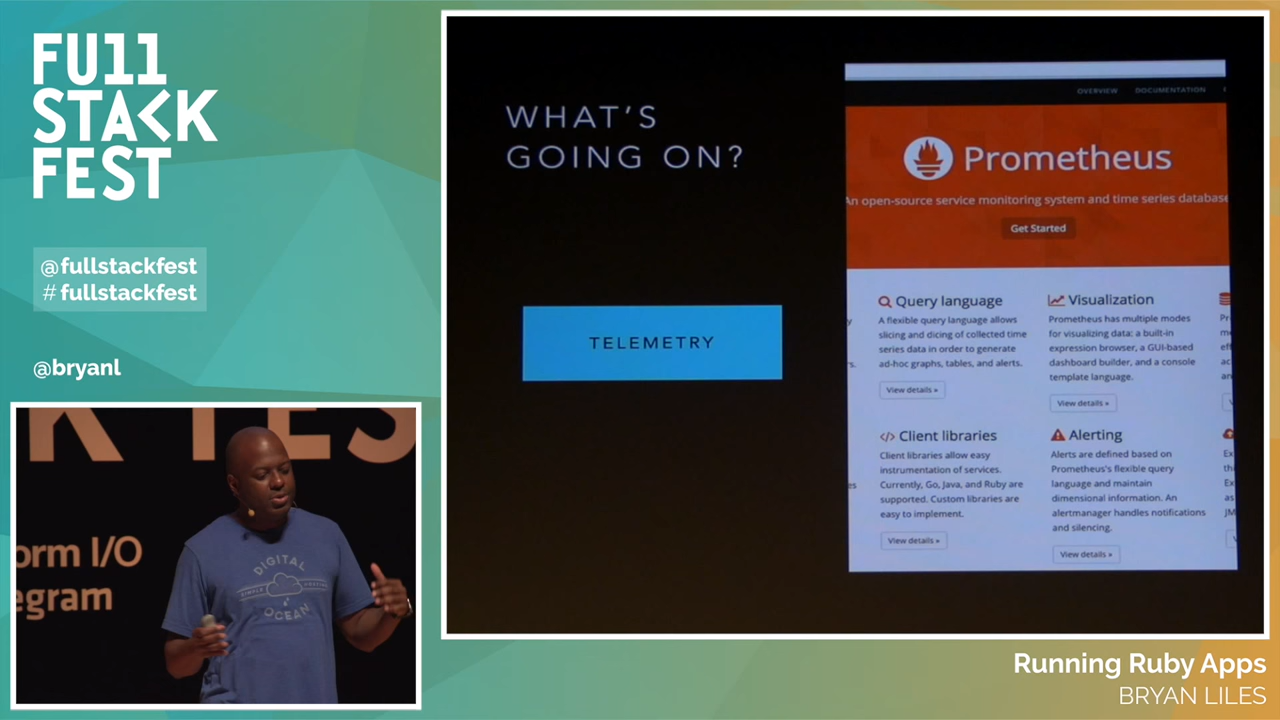 FU11
STACK
FEST
@fullstackfest
# fullstackfest
@bryanl
K FES
orm I/O
egram
DIGITAL
OCEAN
WHAT'S
GOING ON?
TELEMETRY
OVERVIEW DOCUMENTATION
Prometheus
An open-source service monitoring system and time series database
Get Started
Query language
A flexible query language allows
slicing and dicing of collected time
series data in order to generate
ad-hoc graphs, tables, and alerts.
View details »
Visualization
Prometheus has multiple modes
for visualizing data: a built-in
expression browser, a GUI-based
dashboard builder, and a console
template language.
View details »
Client libraries
Client libraries allow easy
instrumentation of services.
Currently, Go, Java, and Ruby are
supported. Custom libraries are
easy to implement.
View details »
Alerting
Alerts are defined based on
Prometheus's flexible query
language and maintain
dimensional information. An
alertmanager handles notifications
and silencing.
View details »
Running Ruby Apps
BRYAN LILES